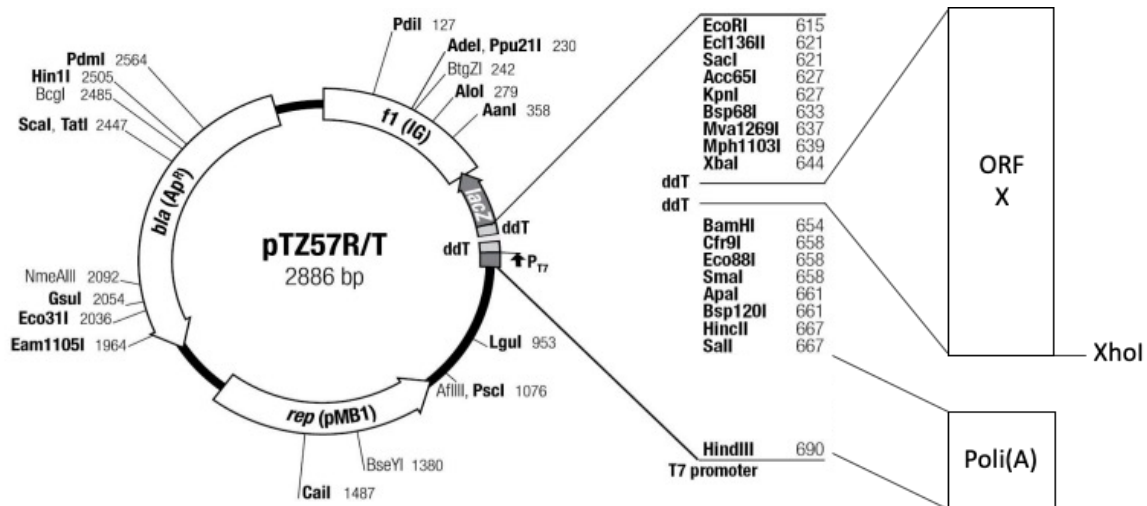 PdiI 127
AdeI, Ppu21I 230
BtgZI 242
AloI 279
AanI 358
PdmI 2564
Hin1I 2505
BcgI 2485
ScaI, TatI 2447
f1 (IG)
lacZ
ddT
ddT
PT7
bla (ApR)
pTZ57R/T
2886 bp
NmeAIII 2092
GsuI 2054
Eco31I 2036
Eam1105I 1964
LguI 953
AflIII, PscI 1076
rep (pMB1)
BseYI 1380
CaiI 1487
EcoRI 615
Ecl136II 621
SacI 621
Acc65I 627
KpnI 627
Bsp68I 633
Mva1269I 637
Mph1103I 639
XbaI 644
ddT
ddT
BamHI 654
Cfr9I 658
Eco88I 658
SmaI 658
ApaI 661
Bsp120I 661
HincII 667
SalI 667
HindIII 690
T7 promoter
ORF
X
XhoI
Poli(A)